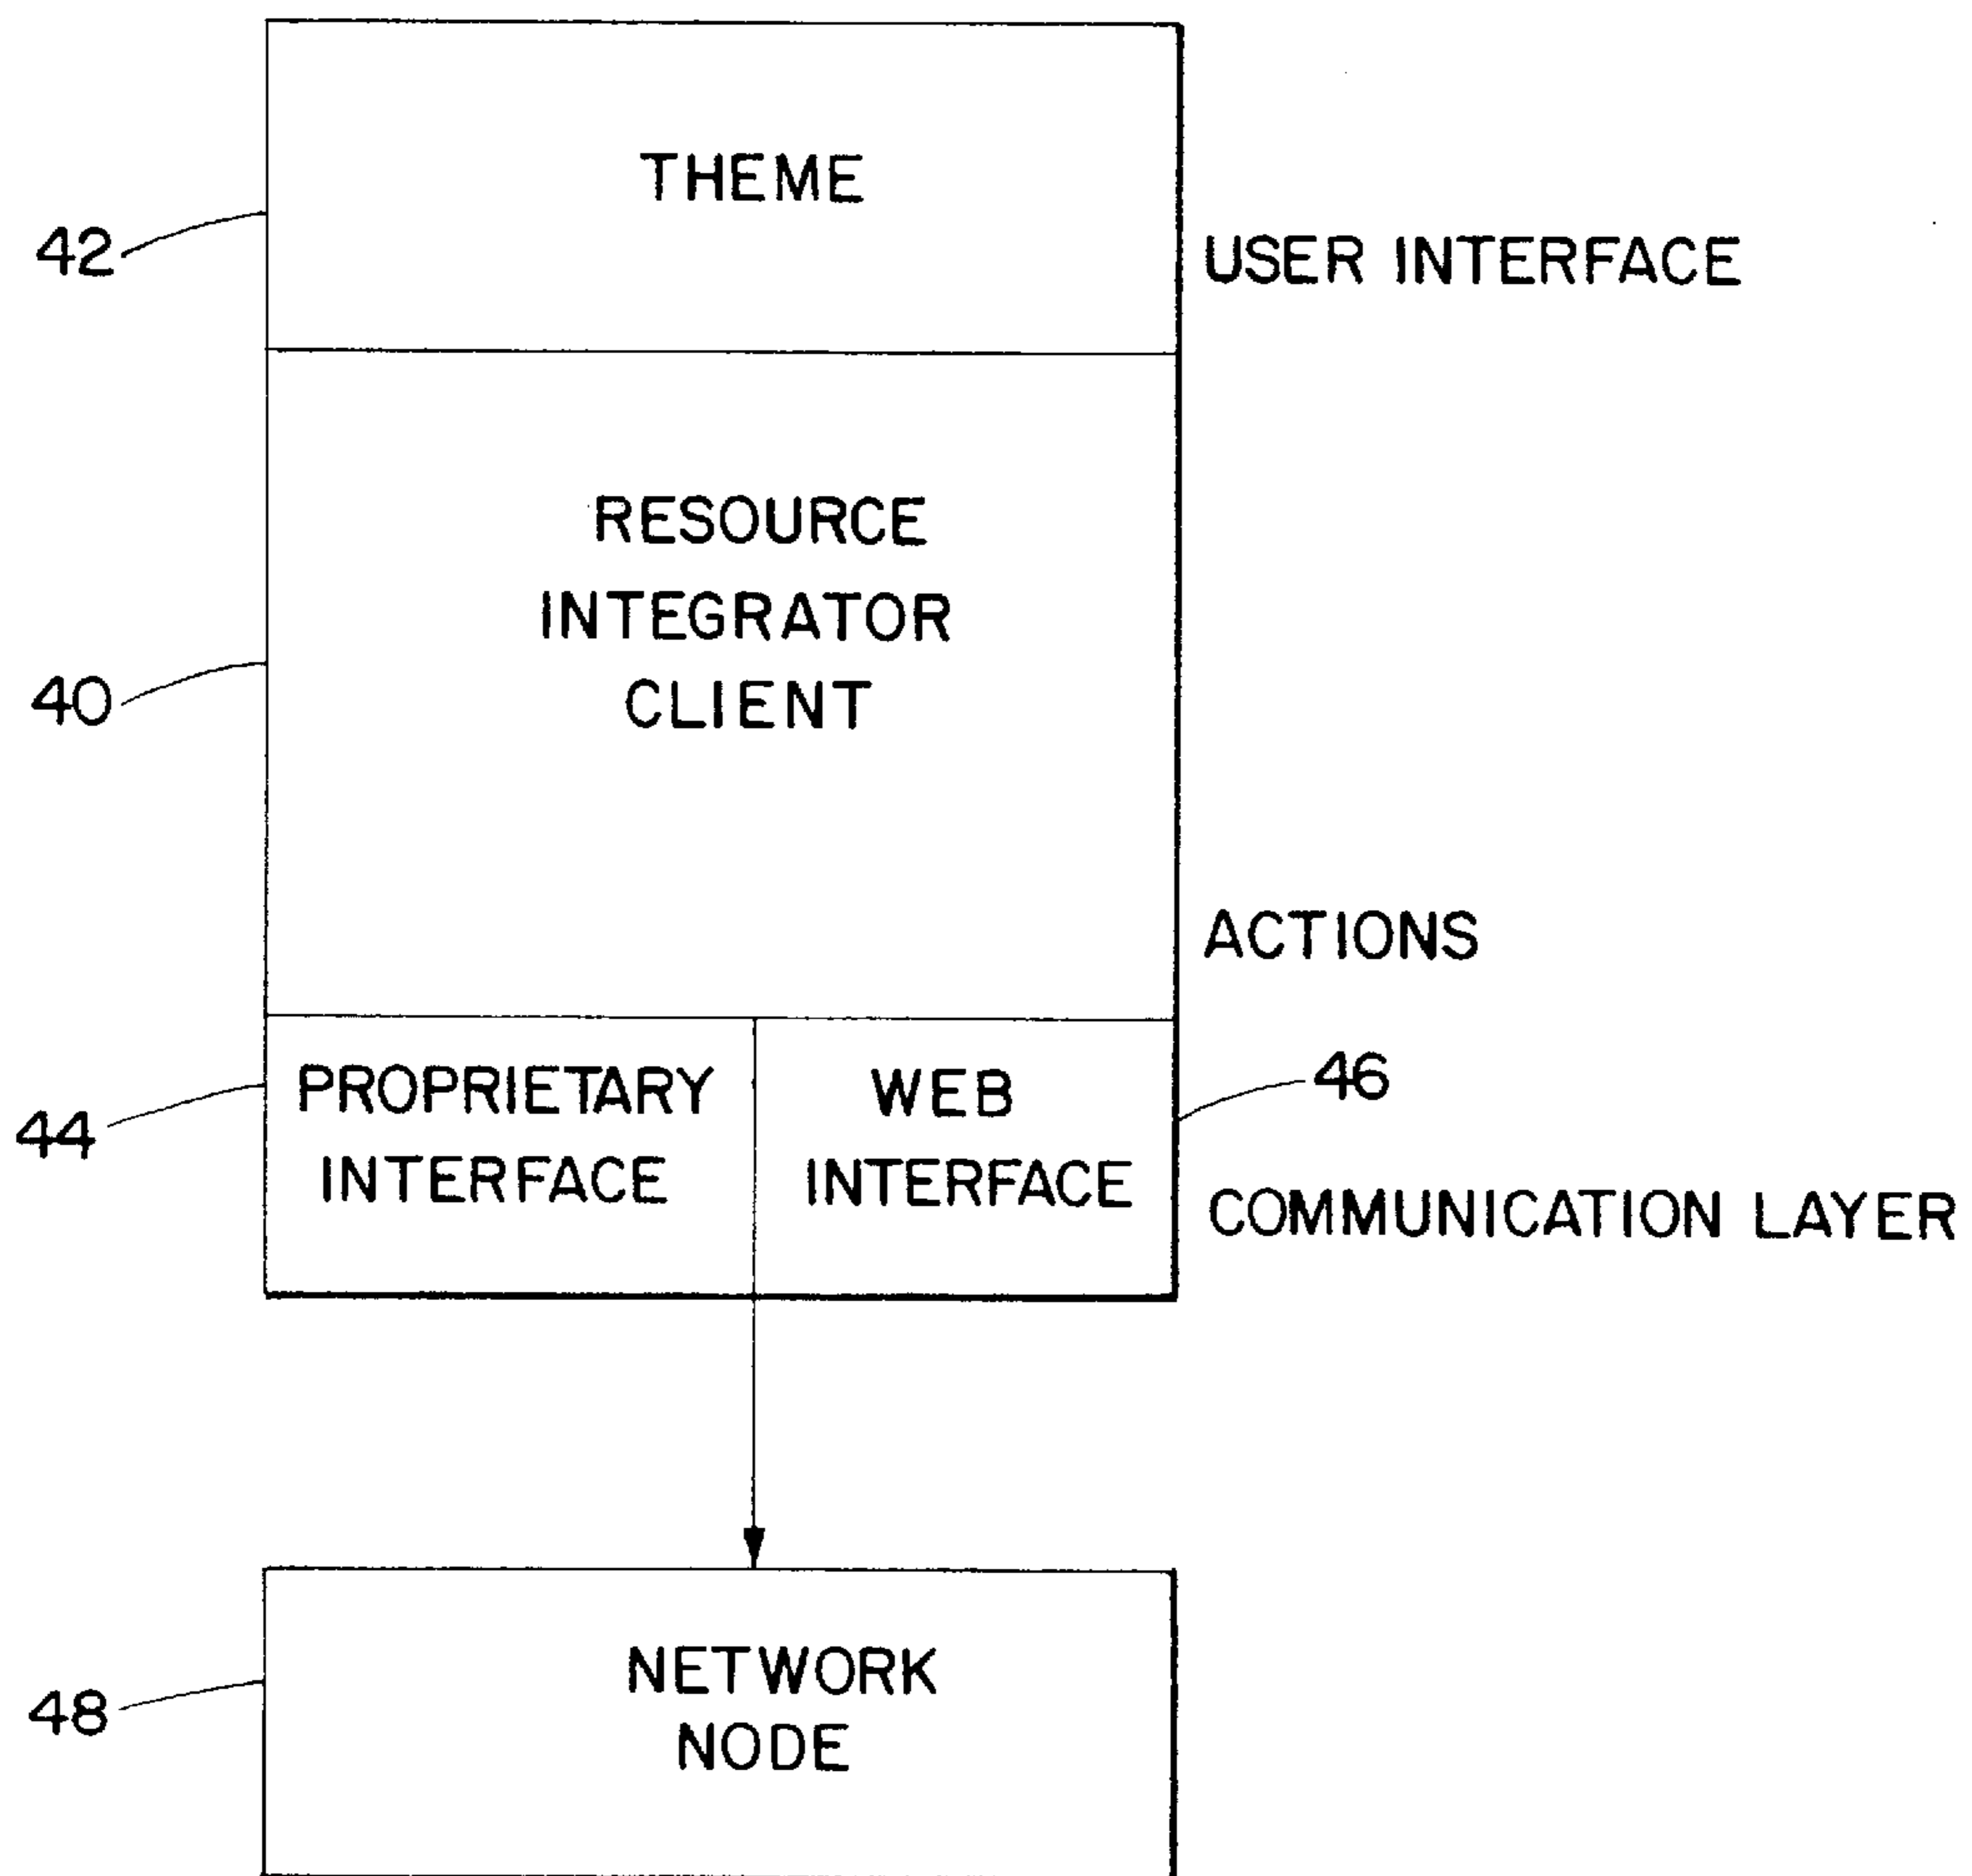 THEME
42
USER INTERFACE
RESOURCE
INTEGRATOR
CLIENT
40
ACTIONS
PROPRIETARY
INTERFACE
44
WEB
INTERFACE
46
COMMUNICATION LAYER
NETWORK
NODE
48